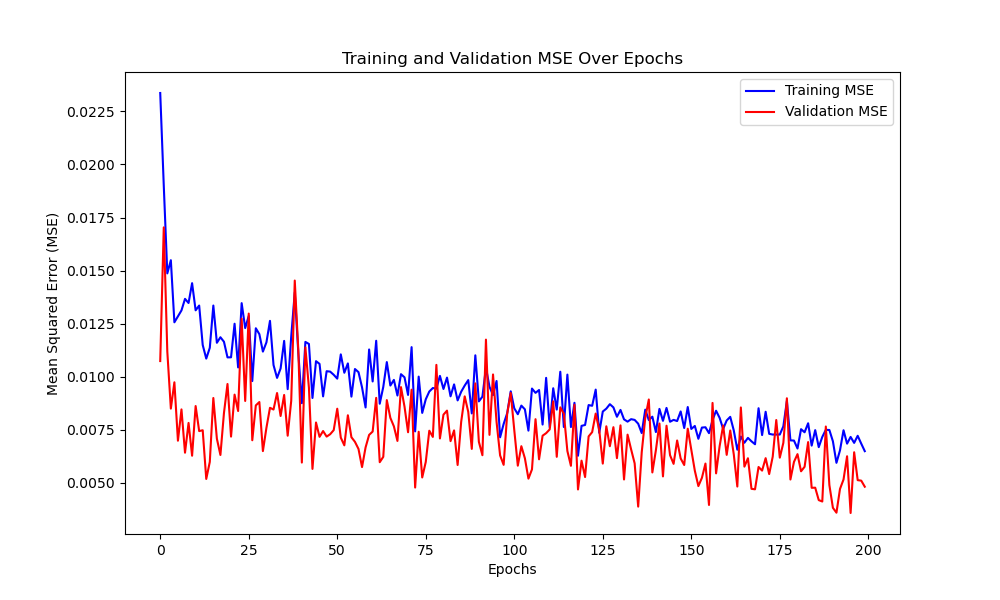 Training and Validation MSE Over Epochs
Training MSE
Validation MSE
0.0225
0.0200
0.0175
0.0150
0.0125
0.0100
0.0075
0.0050
Mean Squared Error (MSE)
0 25 50 75 100 125 150 175 200
Epochs